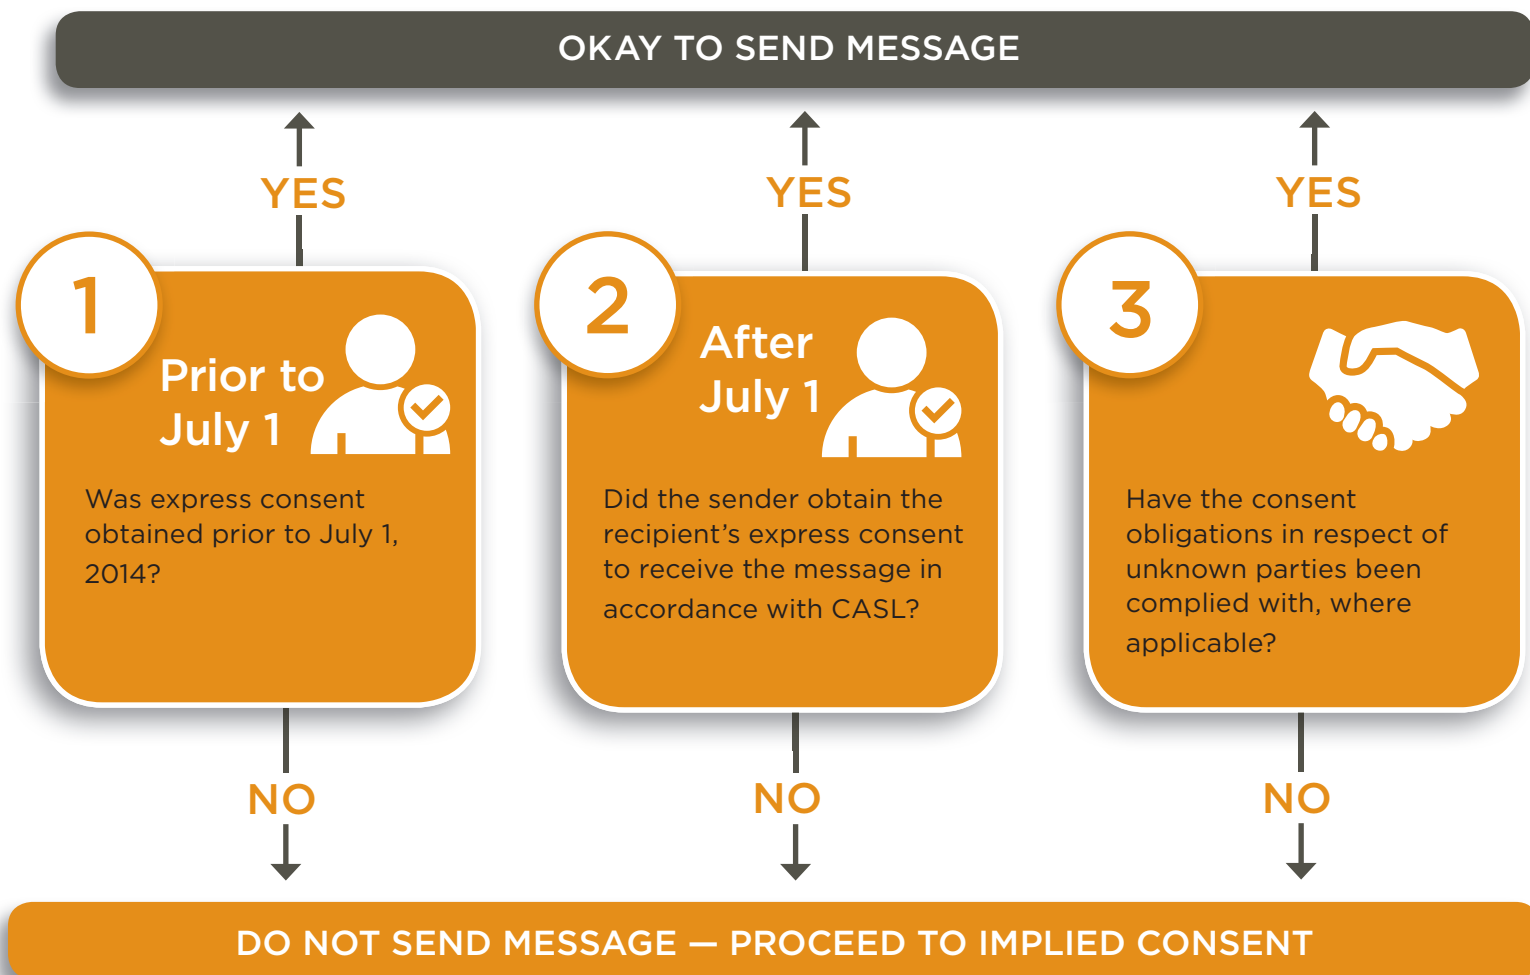 OKAY TO SEND MESSAGE
YES
YES
YES
1
Prior to
July 1
Was express consent
obtained prior to July 1,
2014?
2
After
July 1
Did the sender obtain the
recipient’s express consent
to receive the message in
accordance with CASL?
3
Have the consent
obligations in respect of
unknown parties been
complied with, where
applicable?
NO
NO
NO
DO NOT SEND MESSAGE — PROCEED TO IMPLIED CONSENT